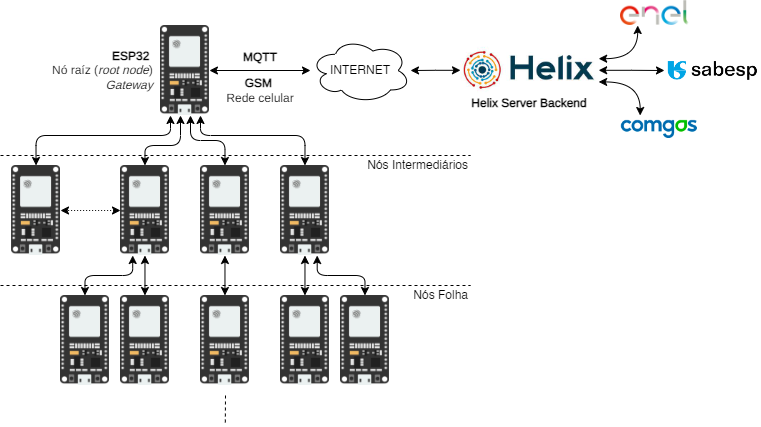 enel
ESP32
Nó raíz (root node)
Gateway
MQTT
GSM
Rede celular
INTERNET
Helix
Helix Server Backend
sabesp
comgas
Nós Intermediários
Nós Folha